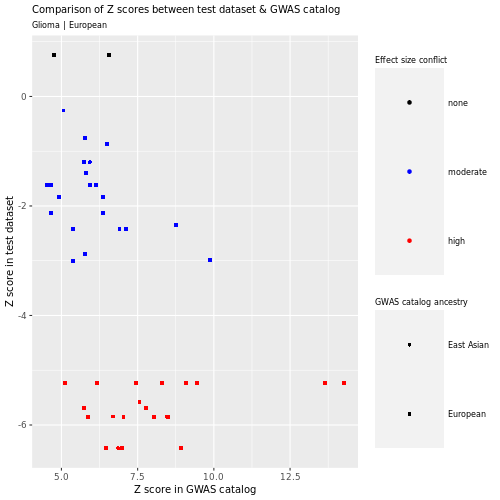 Comparison of Z scores between test dataset & GWAS catalog
Glioma | European
Z score in test dataset
0
-2
-4
-6
5.0
7.5
10.0
12.5
Z score in GWAS catalog
Effect size conflict
none
moderate
high
GWAS catalog ancestry
East Asian
European